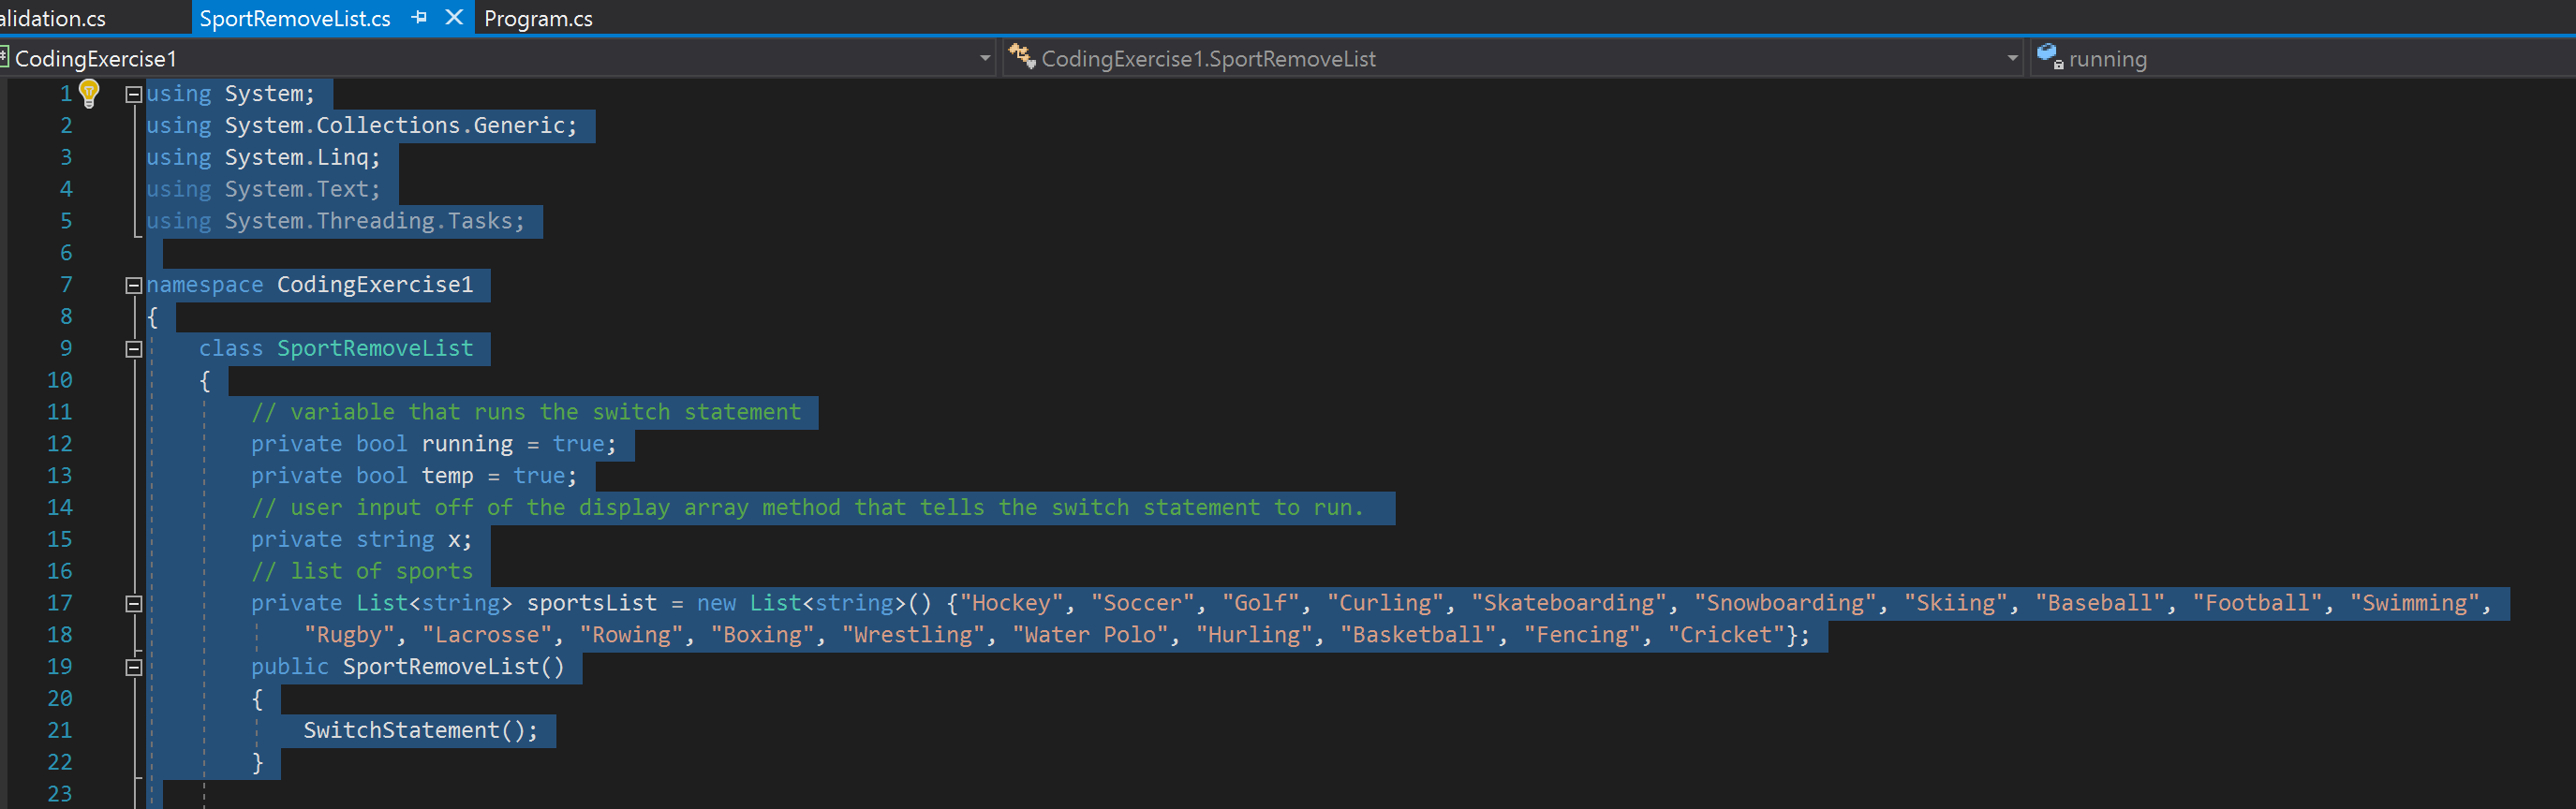 alidation.cs SportRemoveList.cs Program.cs
CodingExercise1 CodingExercise1.SportRemoveList running
1 using System;
2 using System.Collections.Generic;
3 using System.Linq;
4 using System.Text;
5 using System.Threading.Tasks;
6
7 namespace CodingExercise1
8 {
9 class SportRemoveList
10 {
11 // variable that runs the switch statement
12 private bool running = true;
13 private bool temp = true;
14 // user input off of the display array method that tells the switch statement to run.
15 private string x;
16 // list of sports
17 private List<string> sportsList = new List<string>() {"Hockey", "Soccer", "Golf", "Curling", "Skateboarding", "Snowboarding", "Skiing", "Baseball", "Football", "Swimming",
18 "Rugby", "Lacrosse", "Rowing", "Boxing", "Wrestling", "Water Polo", "Hurling", "Basketball", "Fencing", "Cricket"};
19 public SportRemoveList()
20 {
21 SwitchStatement();
22 }
23